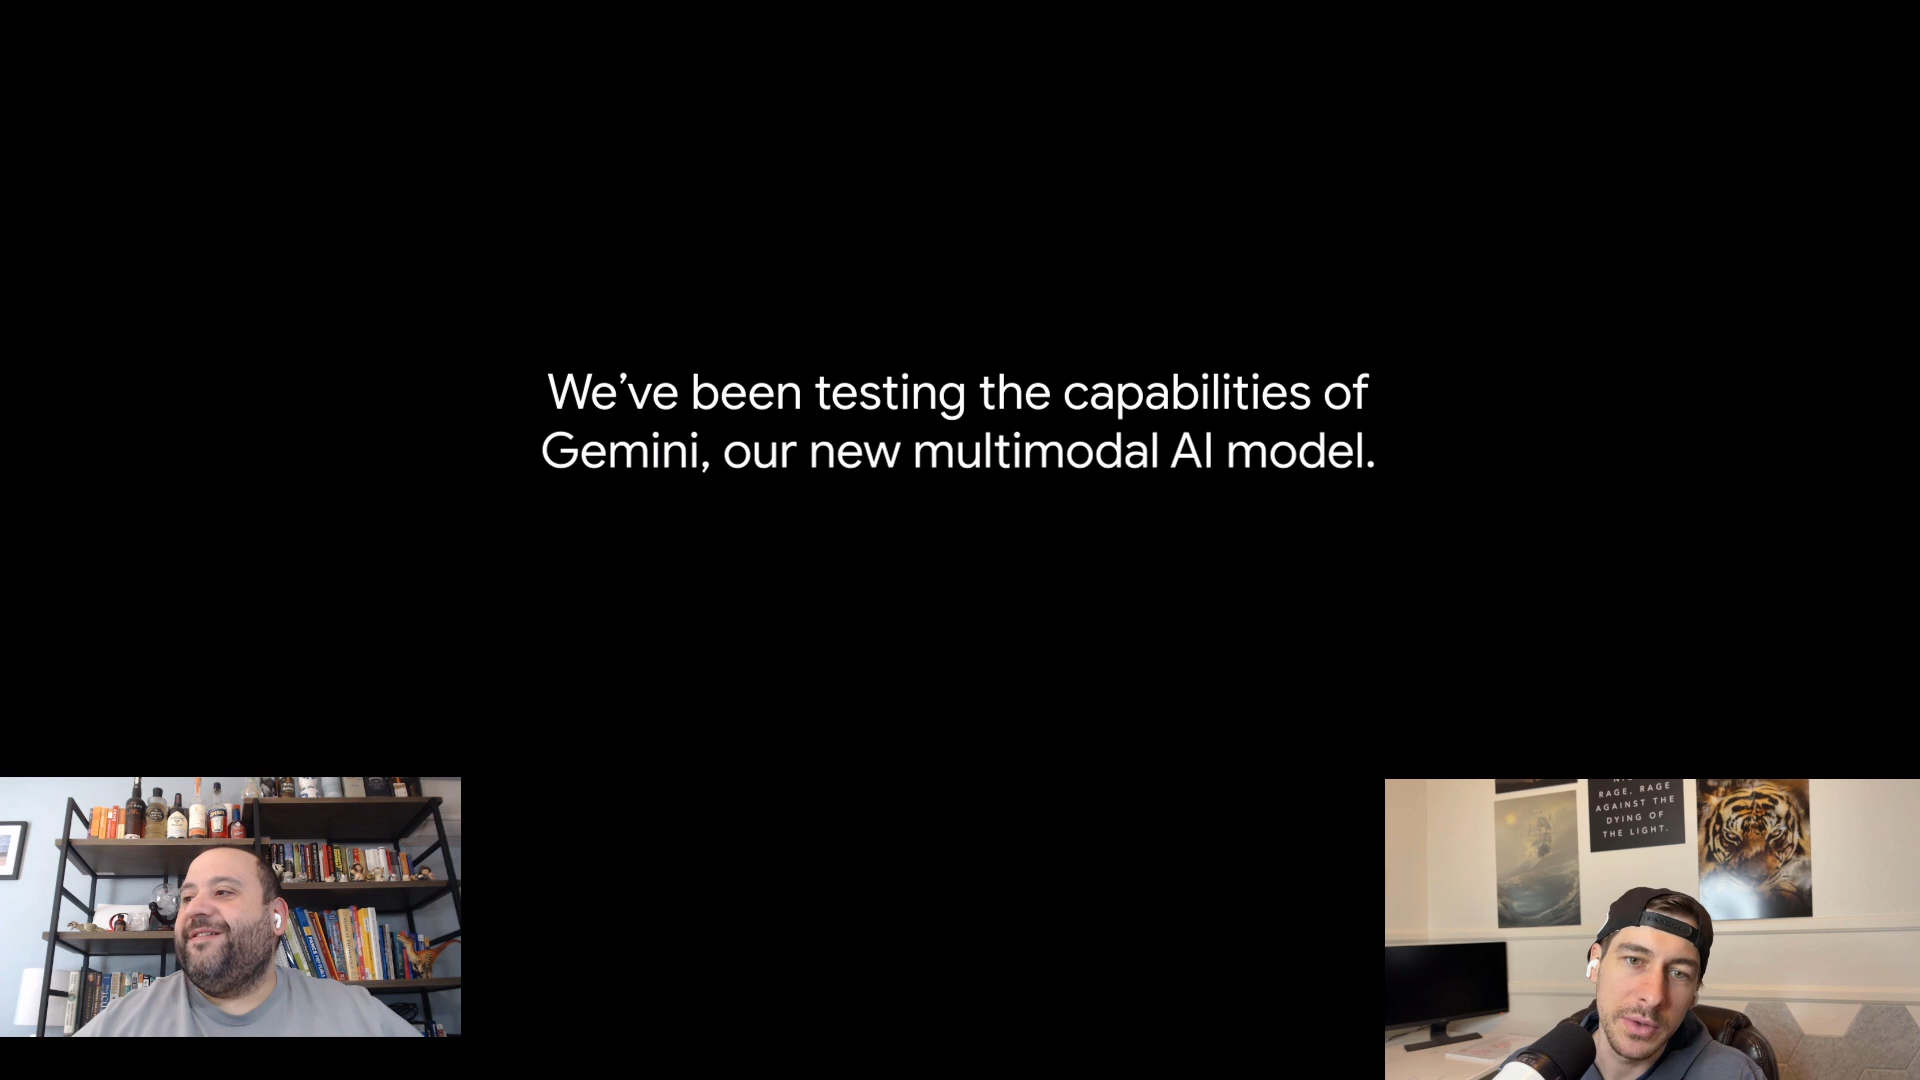 We’ve been testing the capabilities of
Gemini, our new multimodal AI model.
RAGE, RAGE
AGAINST THE
DYING OF
THE LIGHT.